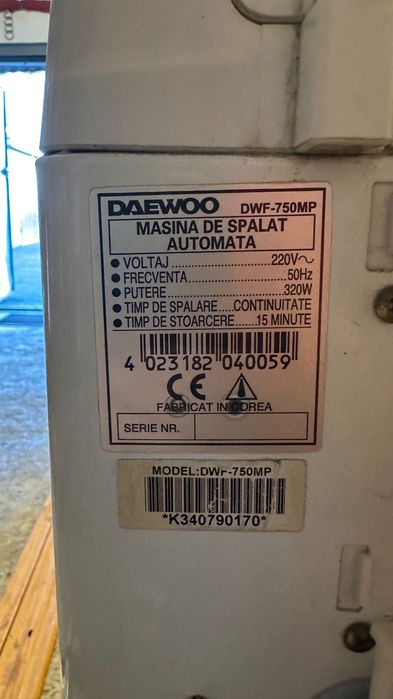 DAEWOO DWF-750MP
MASINA DE SPALAT
AUTOMATA
● VOLTAJ..................220V~
● FRECVENTA..................50Hz
● PUTERE..................320W
● TIMP DE SPALARE.....CONTINUITATE
● TIMP DE STOARCERE......15 MINUTE
4 023182 040059
CE
FABRICAT IN COREA
SERIE NR.
MODEL:DWF-750MP
*K340790170*